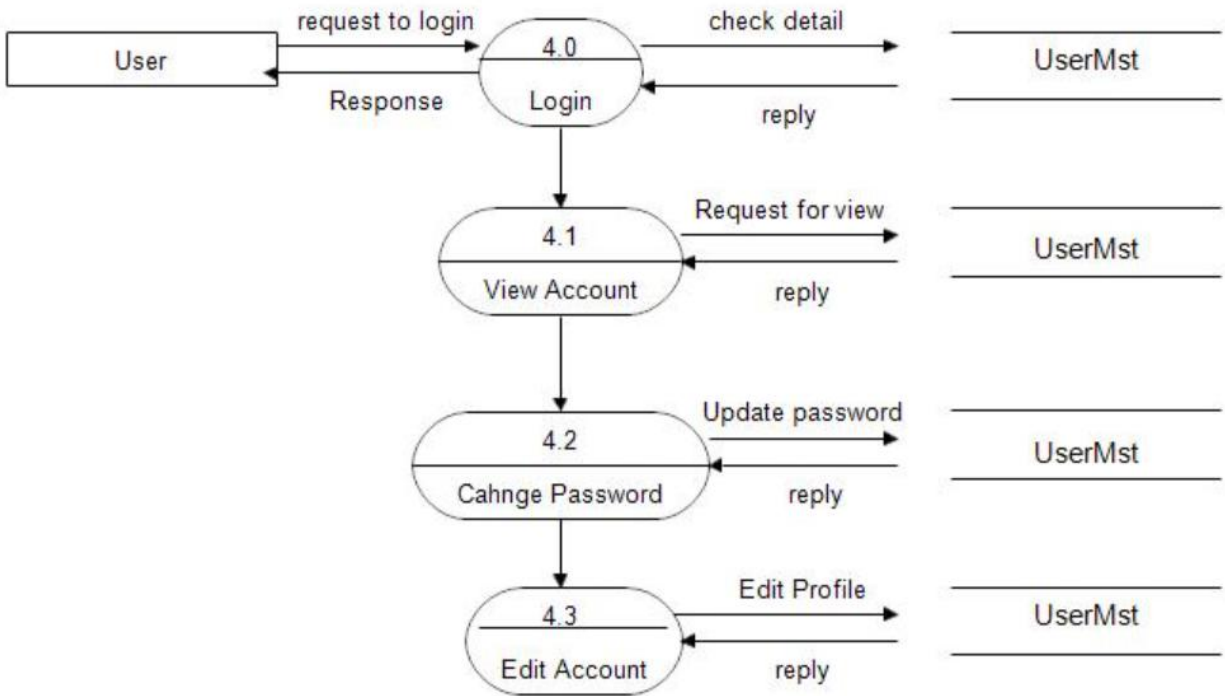 request to login
check detail
User
4.0
UserMst
Response
Login
reply
Request for view
4.1
UserMst
View Account
reply
Update password
4.2
UserMst
Cahnge Password
reply
Edit Profile
4.3
UserMst
Edit Account
reply